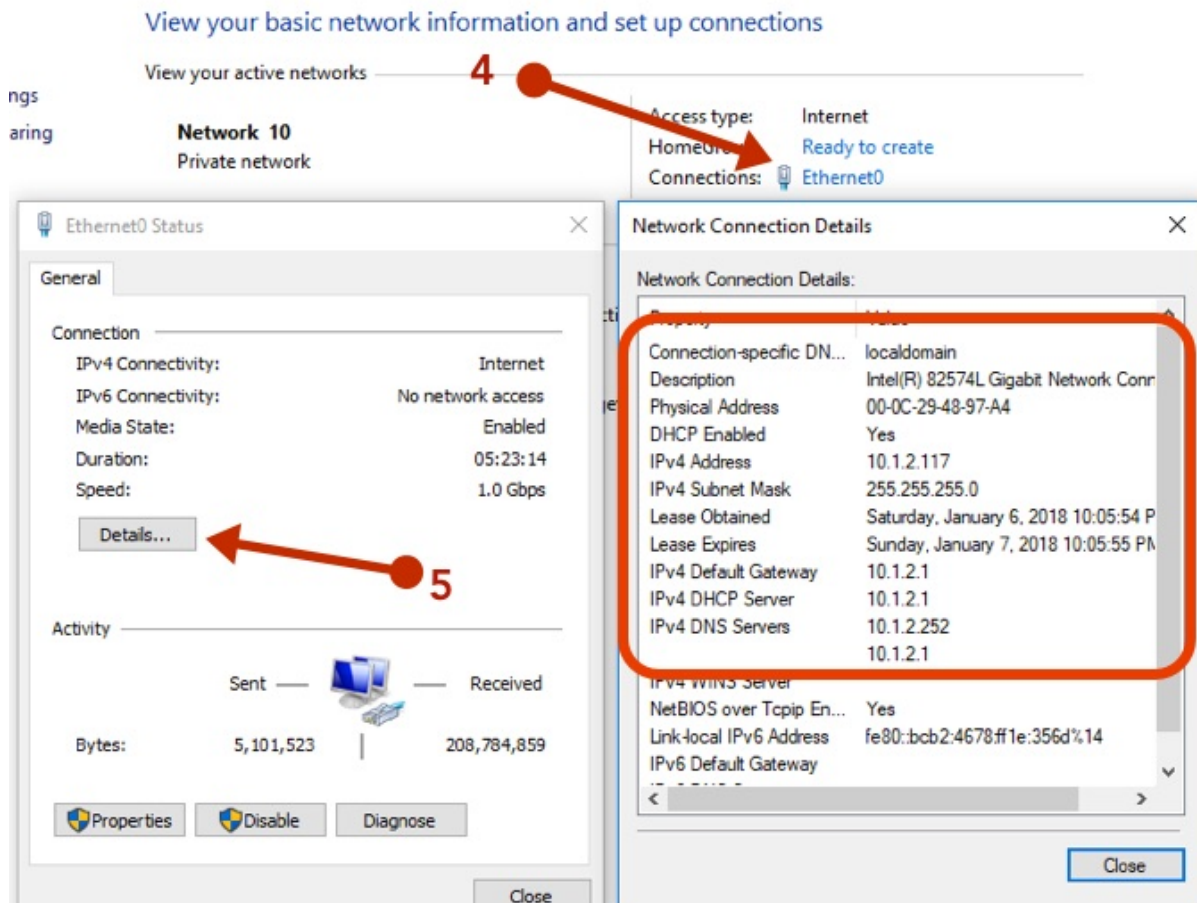 View your basic network information and set up connections
View your active networks
4
ngs
aring
Network 10
Private network
Access type: Internet
Ready to create
Connections: Ethernet0
Ethernet0 Status
General
Connection
IPv4 Connectivity: Internet
IPv6 Connectivity: No network access
Media State: Enabled
Duration: 05:23:14
Speed: 1.0 Gbps
Details...
5
Activity
Sent Received
Bytes: 5,101,523 208,784,859
Properties Disable Diagnose
Close
Network Connection Details
Network Connection Details:
Property Value
Connection-specific DN... localdomain
Description Intel(R) 82574L Gigabit Network Conn
Physical Address 00-0C-29-48-97-A4
DHCP Enabled Yes
IPv4 Address 10.1.2.117
IPv4 Subnet Mask 255.255.255.0
Lease Obtained Saturday, January 6, 2018 10:05:54 P
Lease Expires Sunday, January 7, 2018 10:05:55 PM
IPv4 Default Gateway 10.1.2.1
IPv4 DHCP Server 10.1.2.1
IPv4 DNS Servers 10.1.2.252
10.1.2.1
IPv4 WINS Server
NetBIOS over Tcpip En... Yes
Link-local IPv6 Address fe80::bcb2:4678:ff1e:356d%14
IPv6 Default Gateway
Close